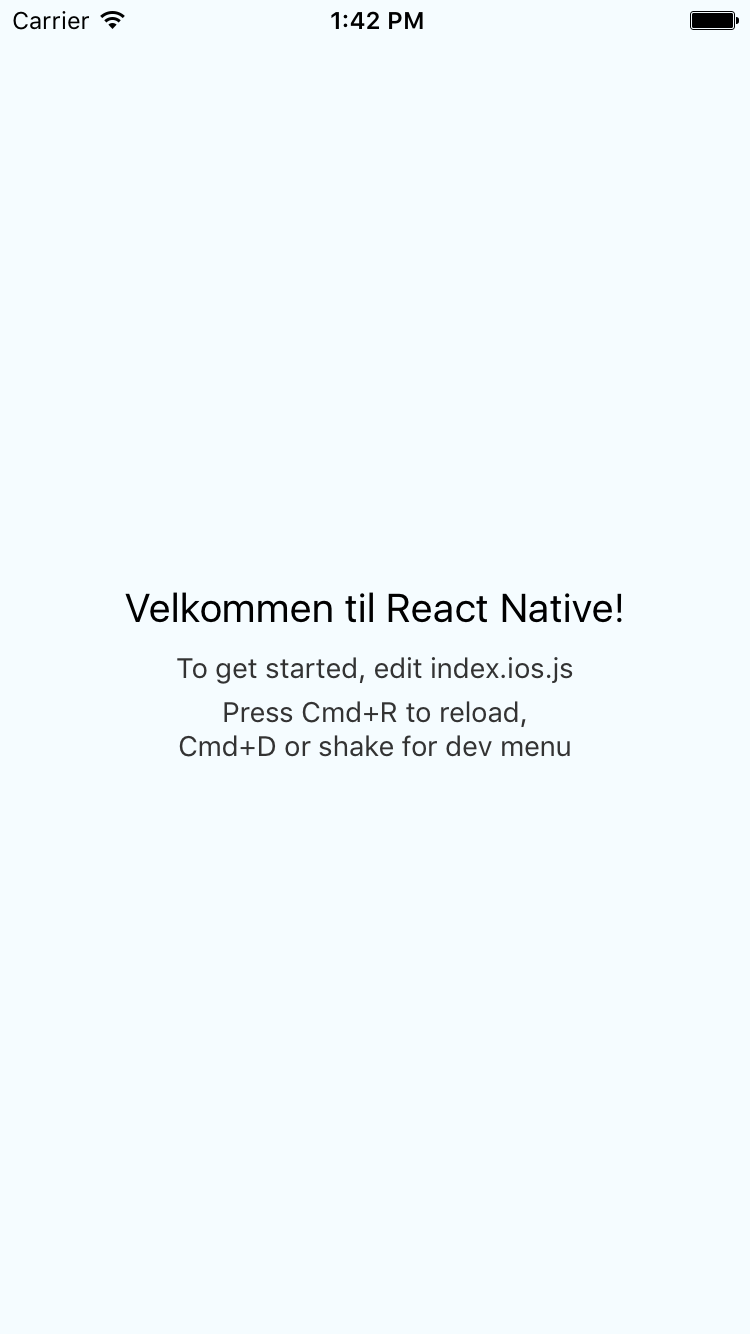 Carrier
1:42 PM
Velkommen til React Native!
To get started, edit index.ios.js
Press Cmd+R to reload,
Cmd+D or shake for dev menu